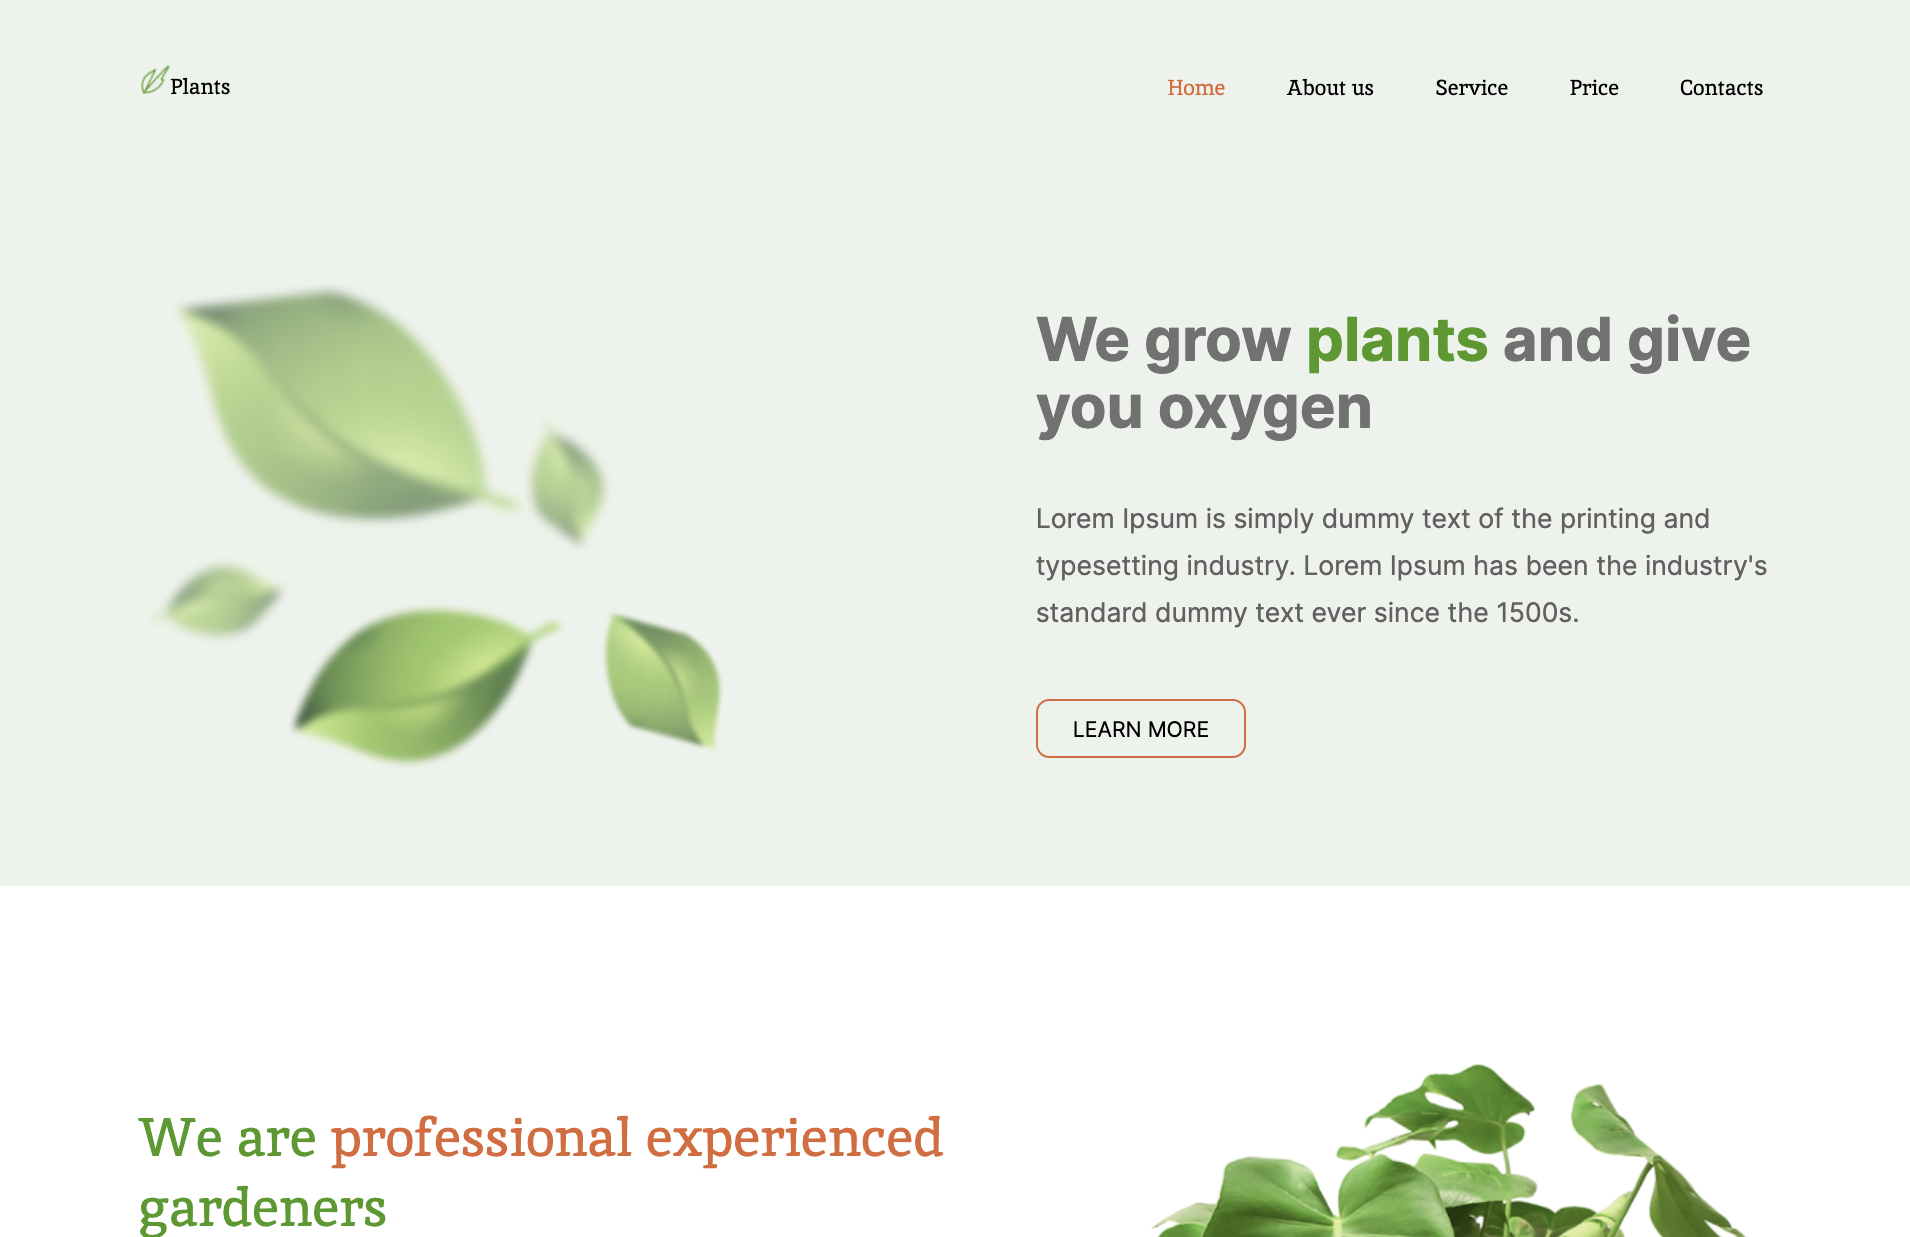 Plants
Home About us Service Price Contacts
We grow plants and give
you oxygen
Lorem Ipsum is simply dummy text of the printing and
typesetting industry. Lorem Ipsum has been the industry's
standard dummy text ever since the 1500s.
LEARN MORE
We are professional experienced
gardeners